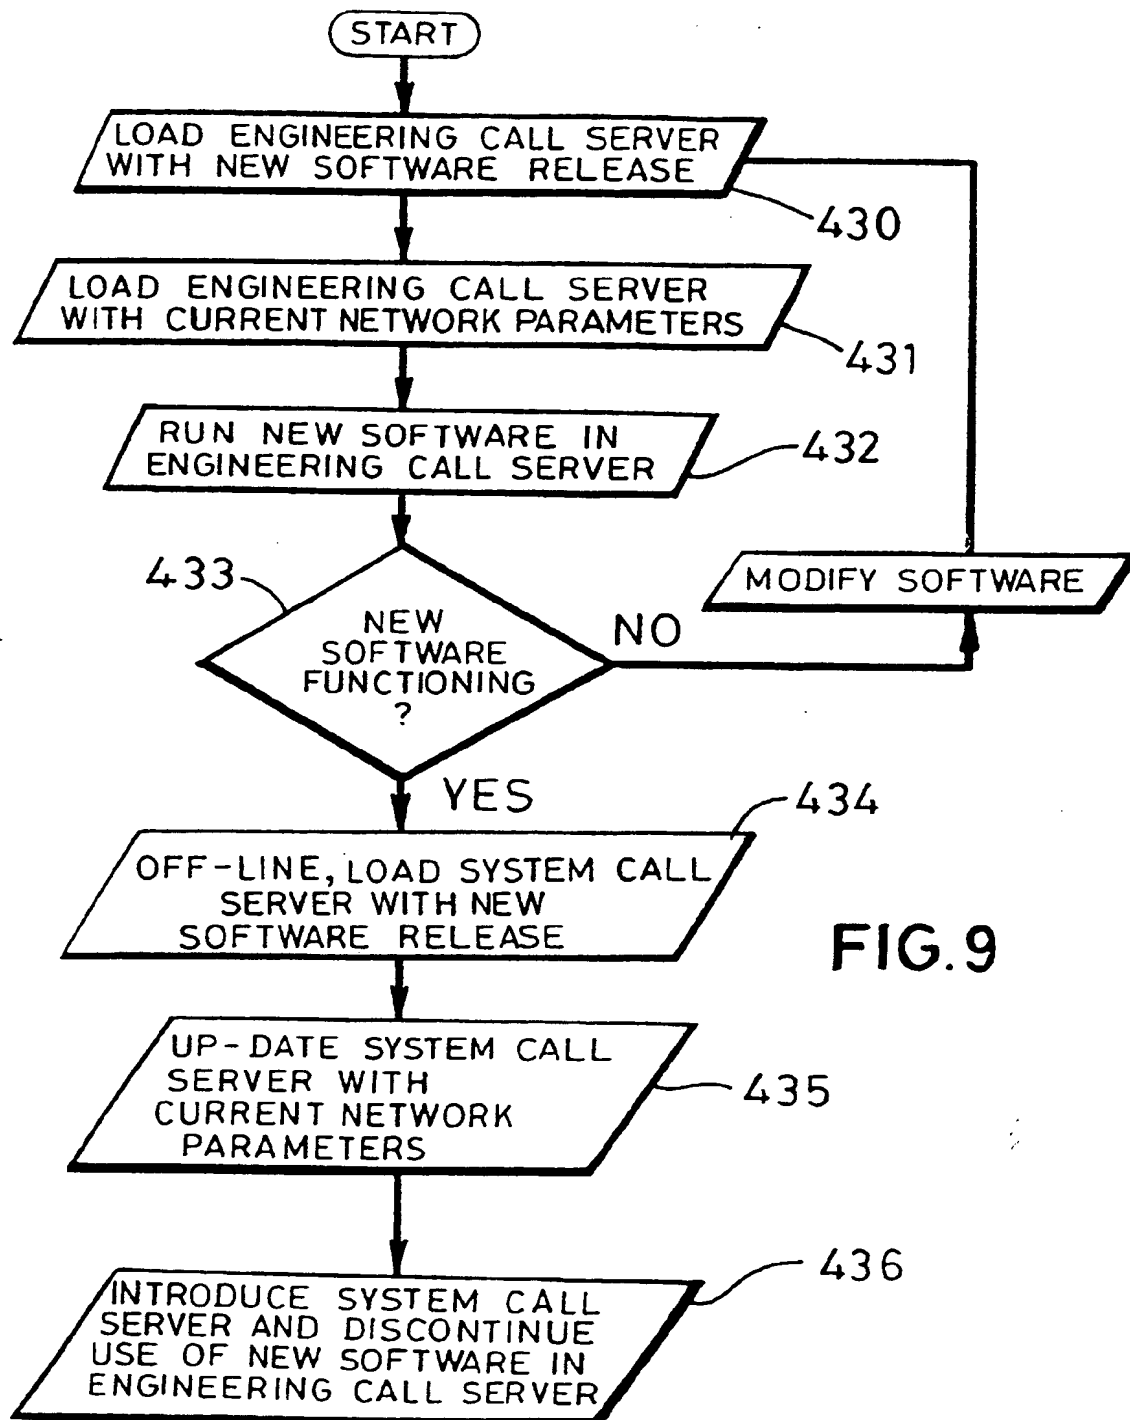 START
LOAD ENGINEERING CALL SERVER
WITH NEW SOFTWARE RELEASE
430
LOAD ENGINEERING CALL SERVER
WITH CURRENT NETWORK PARAMETERS
431
RUN NEW SOFTWARE IN
ENGINEERING CALL SERVER
432
433
NEW
SOFTWARE
FUNCTIONING
?
NO
MODIFY SOFTWARE
YES
434
OFF-LINE, LOAD SYSTEM CALL
SERVER WITH NEW
SOFTWARE RELEASE
FIG. 9
UP-DATE SYSTEM CALL
SERVER WITH
CURRENT NETWORK
PARAMETERS
435
436
INTRODUCE SYSTEM CALL
SERVER AND DISCONTINUE
USE OF NEW SOFTWARE IN
ENGINEERING CALL SERVER